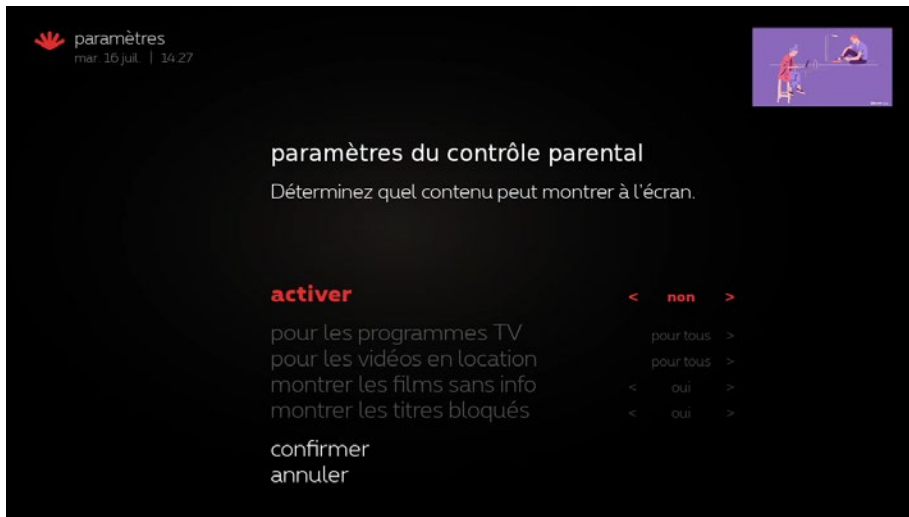 paramètres
mar. 16 juil. | 14:27
paramètres du contrôle parental
Déterminez quel contenu peut montrer à l'écran.
activer < non >
pour les programmes TV pour tous >
pour les vidéos en location pour tous >
montrer les films sans info < oui >
montrer les titres bloqués < oui >
confirmer
annuler